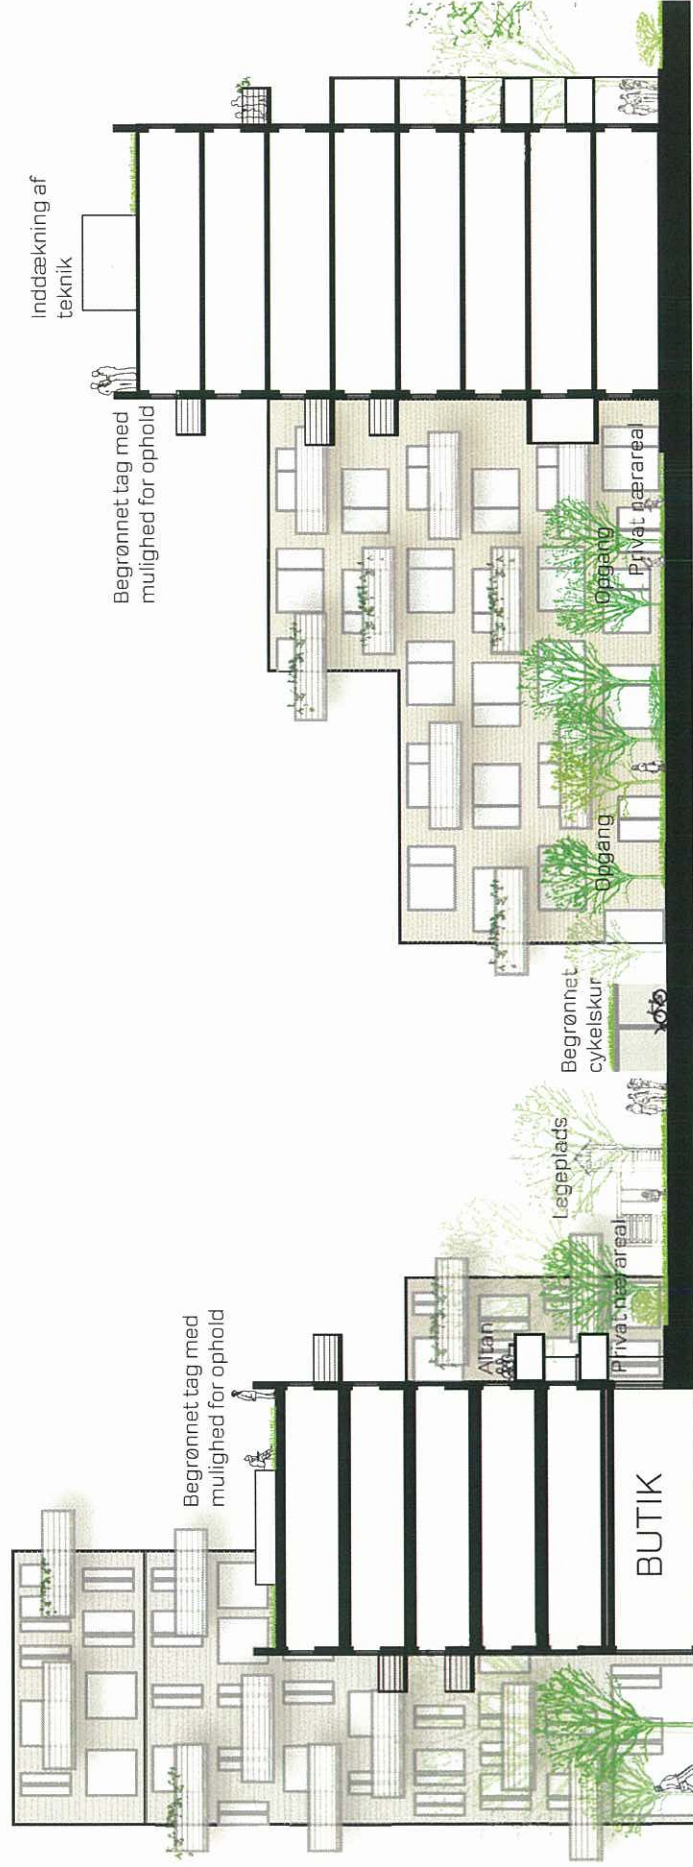 Begrønnet tag med
mulighed for ophold
BUTIK
Altan
Privat nærareal
Legeplads
Begrønnet
cykelskur
Opgang
Opgang
Privat nærareal
Begrønnet tag med
mulighed for ophold
Inddækning af
teknik